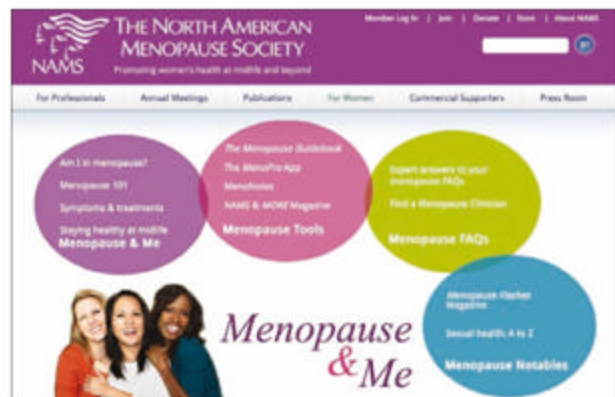 Member Log In | Join | Donate | Store | About NAMS
THE NORTH AMERICAN
MENOPAUSE SOCIETY
NAMS
Promoting women's health at midlife and beyond
For Professionals Annual Meetings Publications For Women Commercial Supporters Press Room
Am I in menopause?
Menopause 101
Symptoms & treatments
Staying healthy at midlife
Menopause & Me
The Menopause Guidebook
The MenoPro App
MenoNotes
NAMS & MORE Magazine
Menopause Tools
Expert answers to your
menopause FAQs
Find a Menopause Clinician
Menopause FAQs
Menopause Flashes
Magazine
Sexual health: A to Z
Menopause Notables
Menopause
& Me